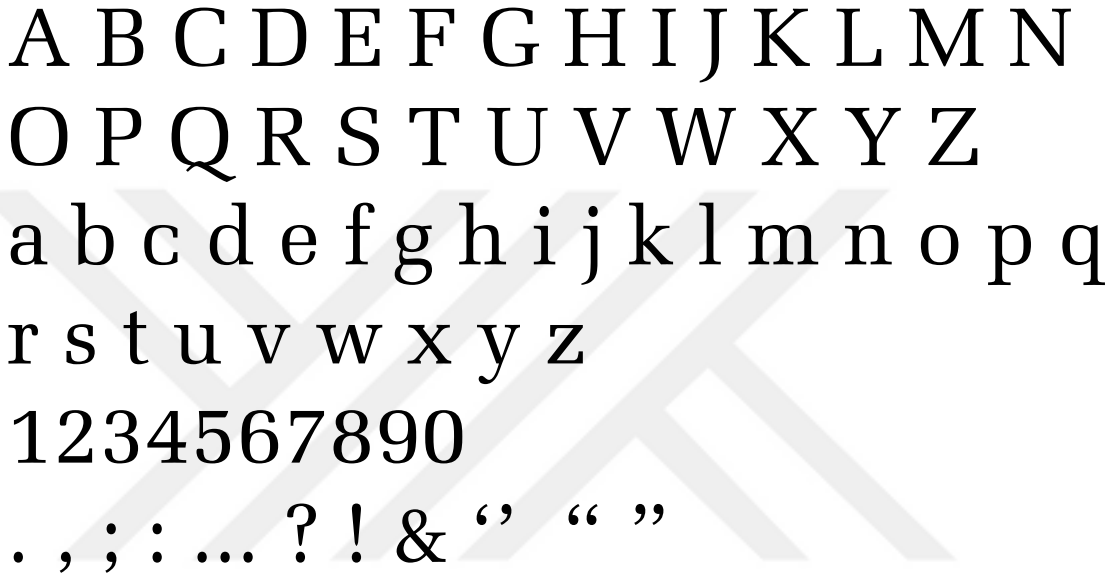 A B C D E F G H I J K L M N
O P Q R S T U V W X Y Z
a b c d e f g h i j k l m n o p q
r s t u v w x y z
1234567890
. , ; : ... ? ! & ‘ ’ “ ”